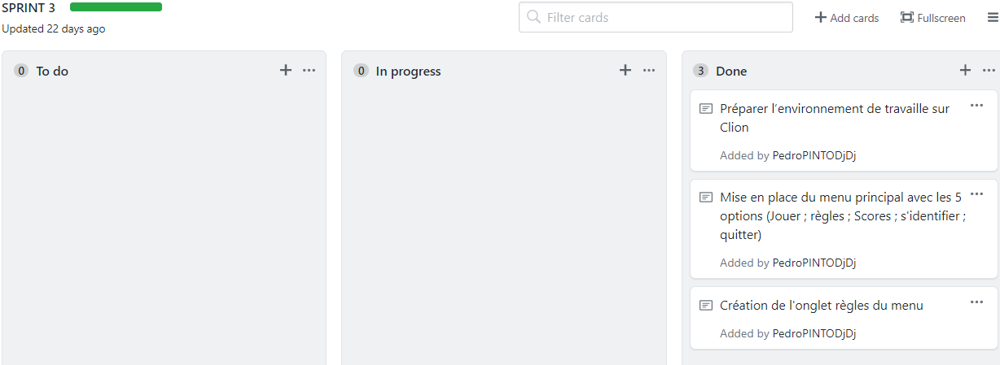 SPRINT 3
Updated 22 days ago
Filter cards
Add cards
Fullscreen
0 To do
0 In progress
3 Done
Préparer l'environnement de travaille sur
Clion
Added by PedroPINTODjDj
Mise en place du menu principal avec les 5
options (Jouer ; règles ; Scores ; s'identifier ;
quitter)
Added by PedroPINTODjDj
Création de l'onglet règles du menu
Added by PedroPINTODjDj